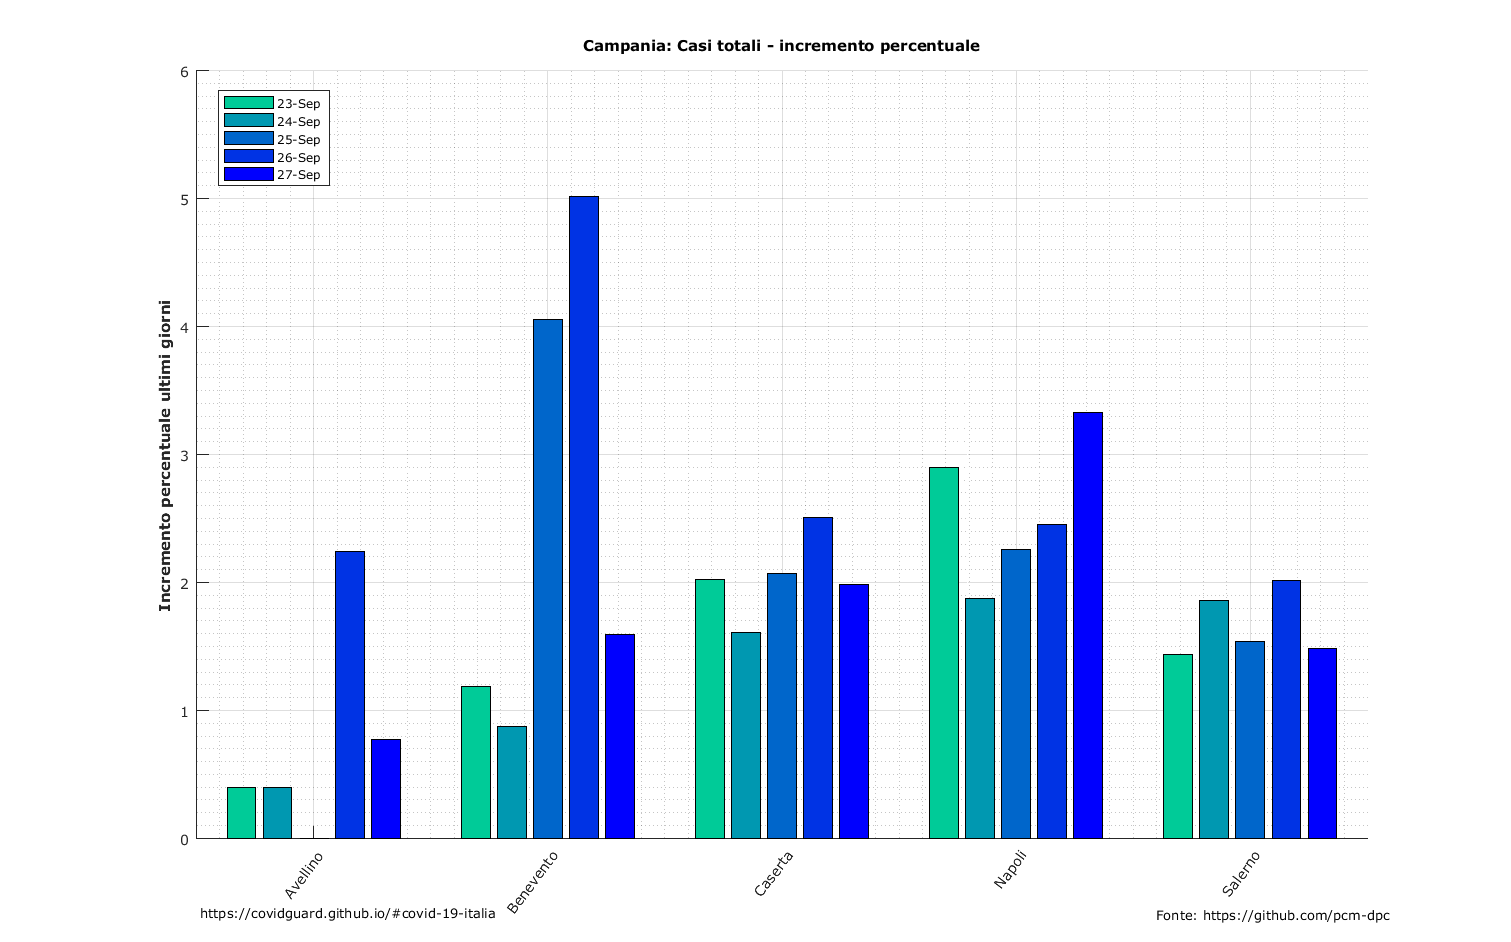 Campania: Casi totali - incremento percentuale
6
5
4
3
2
1
0
Incremento percentuale ultimi giorni
23-Sep
24-Sep
25-Sep
26-Sep
27-Sep
Avellino
Benevento
Caserta
Napoli
Salerno
https://covidguard.github.io/#covid-19-italia
Fonte: https://github.com/pcm-dpc